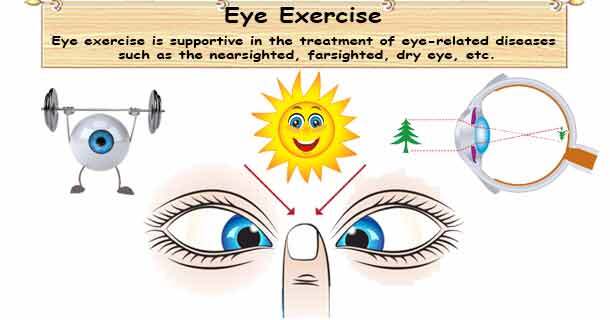 Eye Exercise
Eye exercise is supportive in the treatment of eye-related diseases
such as the nearsighted, farsighted, dry eye, etc.